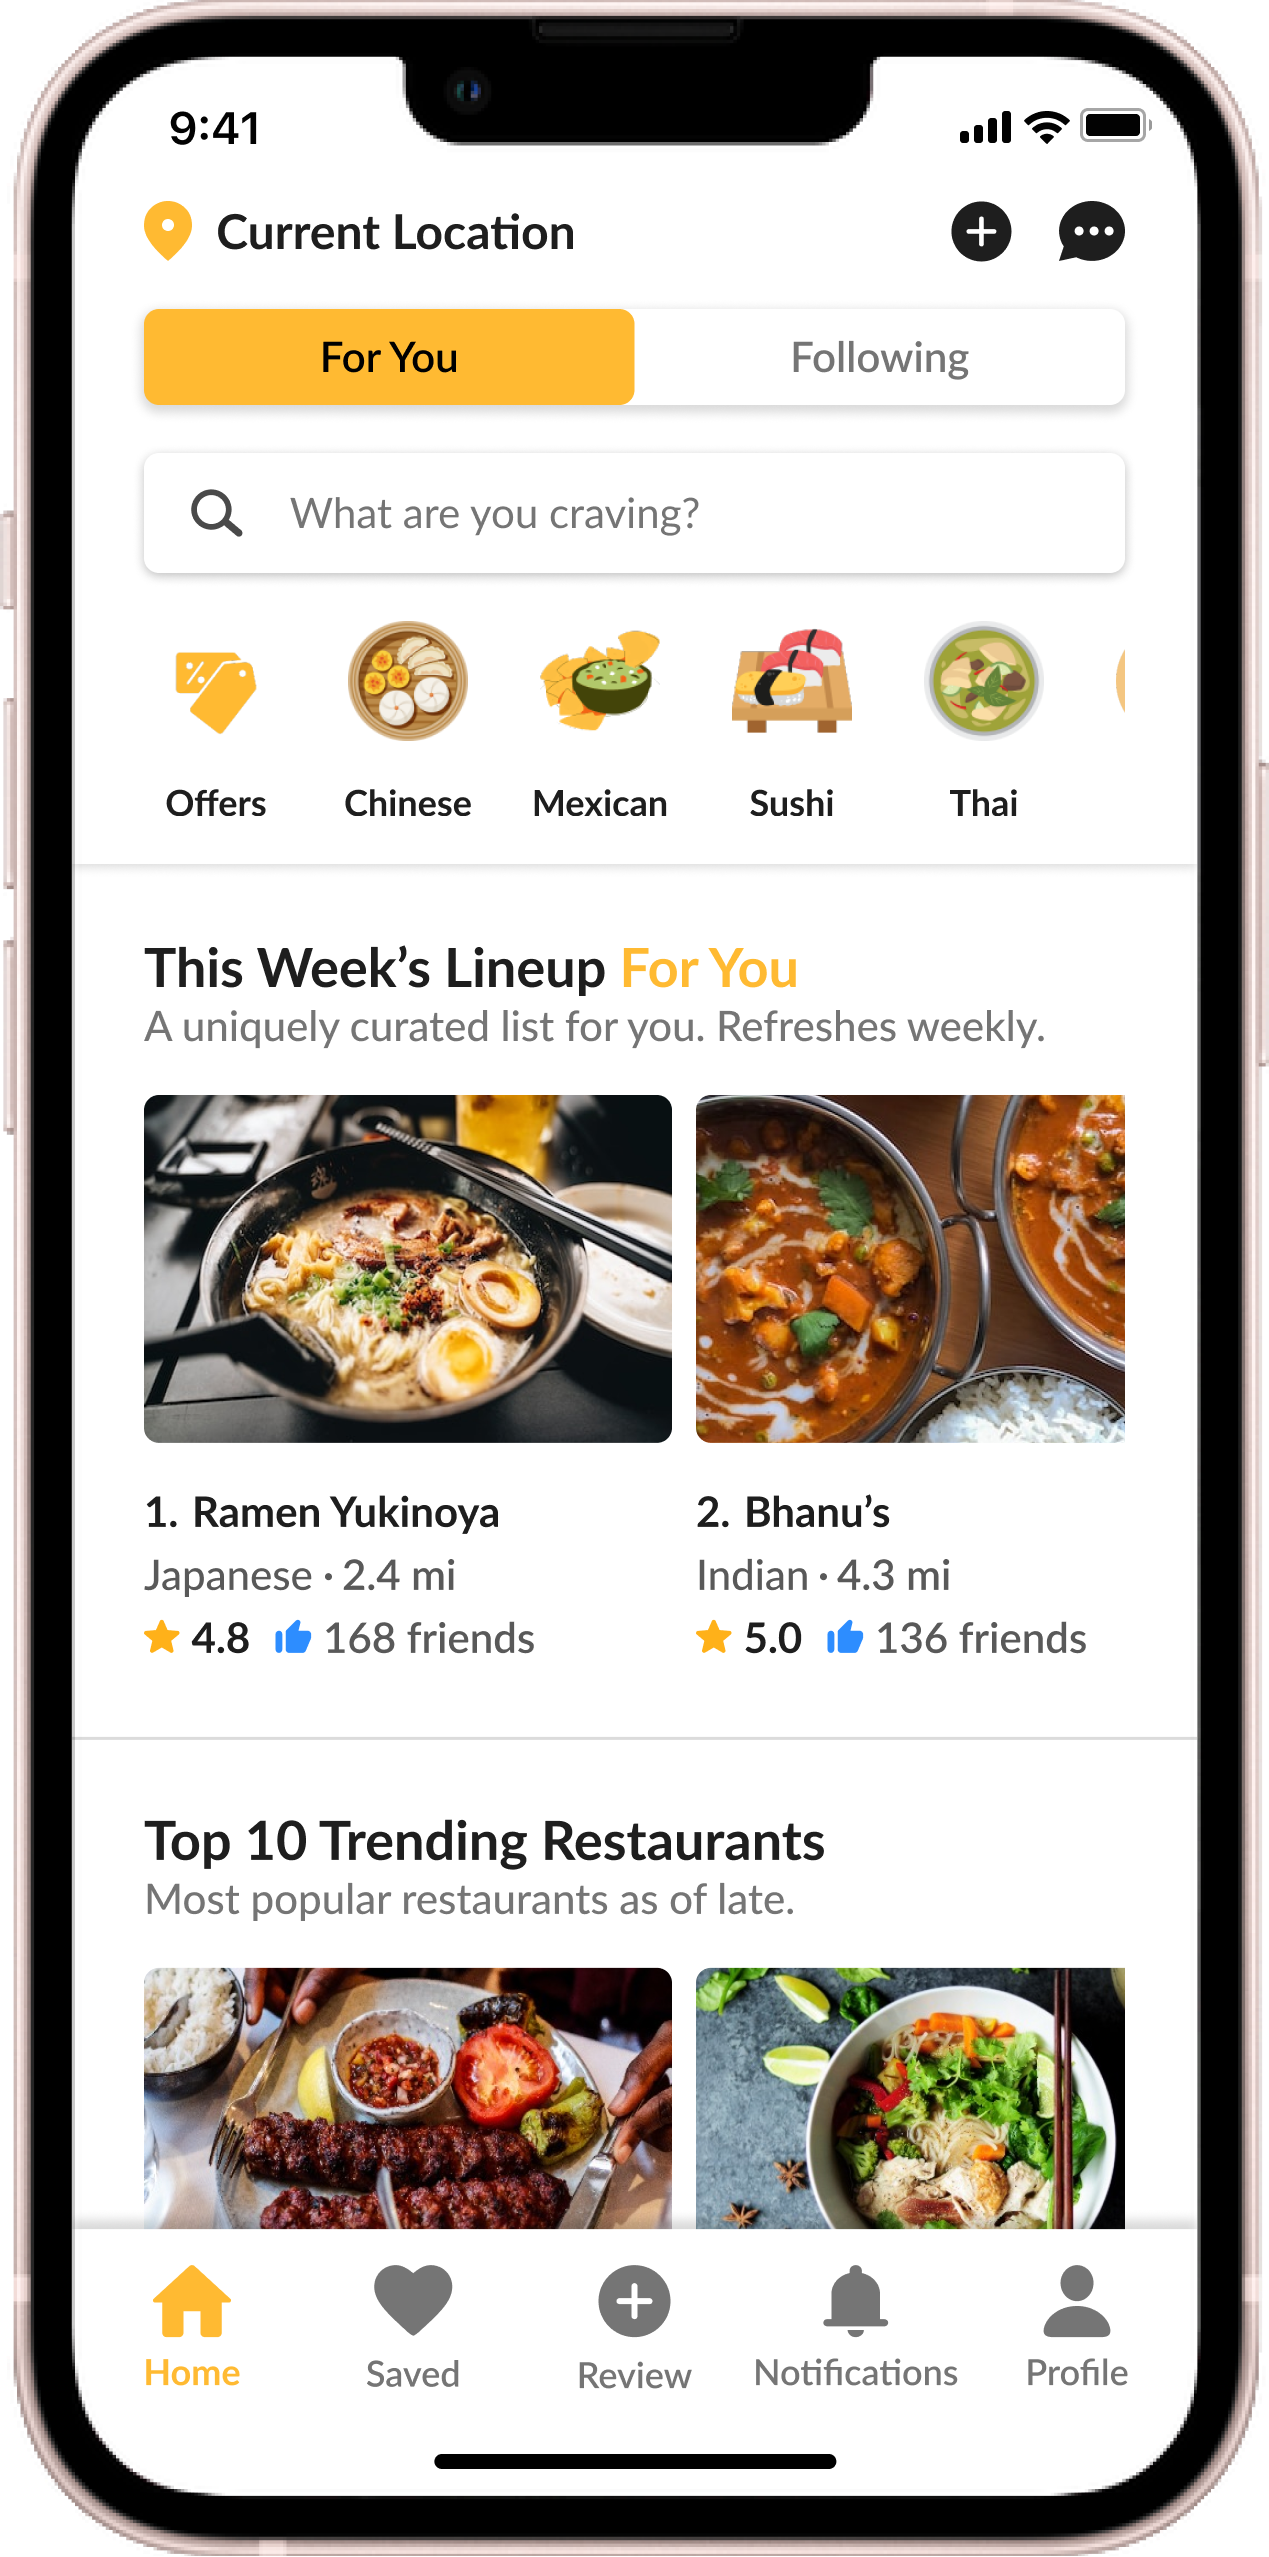 9:41
Current Location
For You
Following
What are you craving?
Offers
Chinese
Mexican
Sushi
Thai
This Week’s Lineup For You
A uniquely curated list for you. Refreshes weekly.
1. Ramen Yukinoya
Japanese · 2.4 mi
4.8 168 friends
2. Bhanu’s
Indian · 4.3 mi
5.0 136 friends
Top 10 Trending Restaurants
Most popular restaurants as of late.
Home
Saved
Review
Notifications
Profile